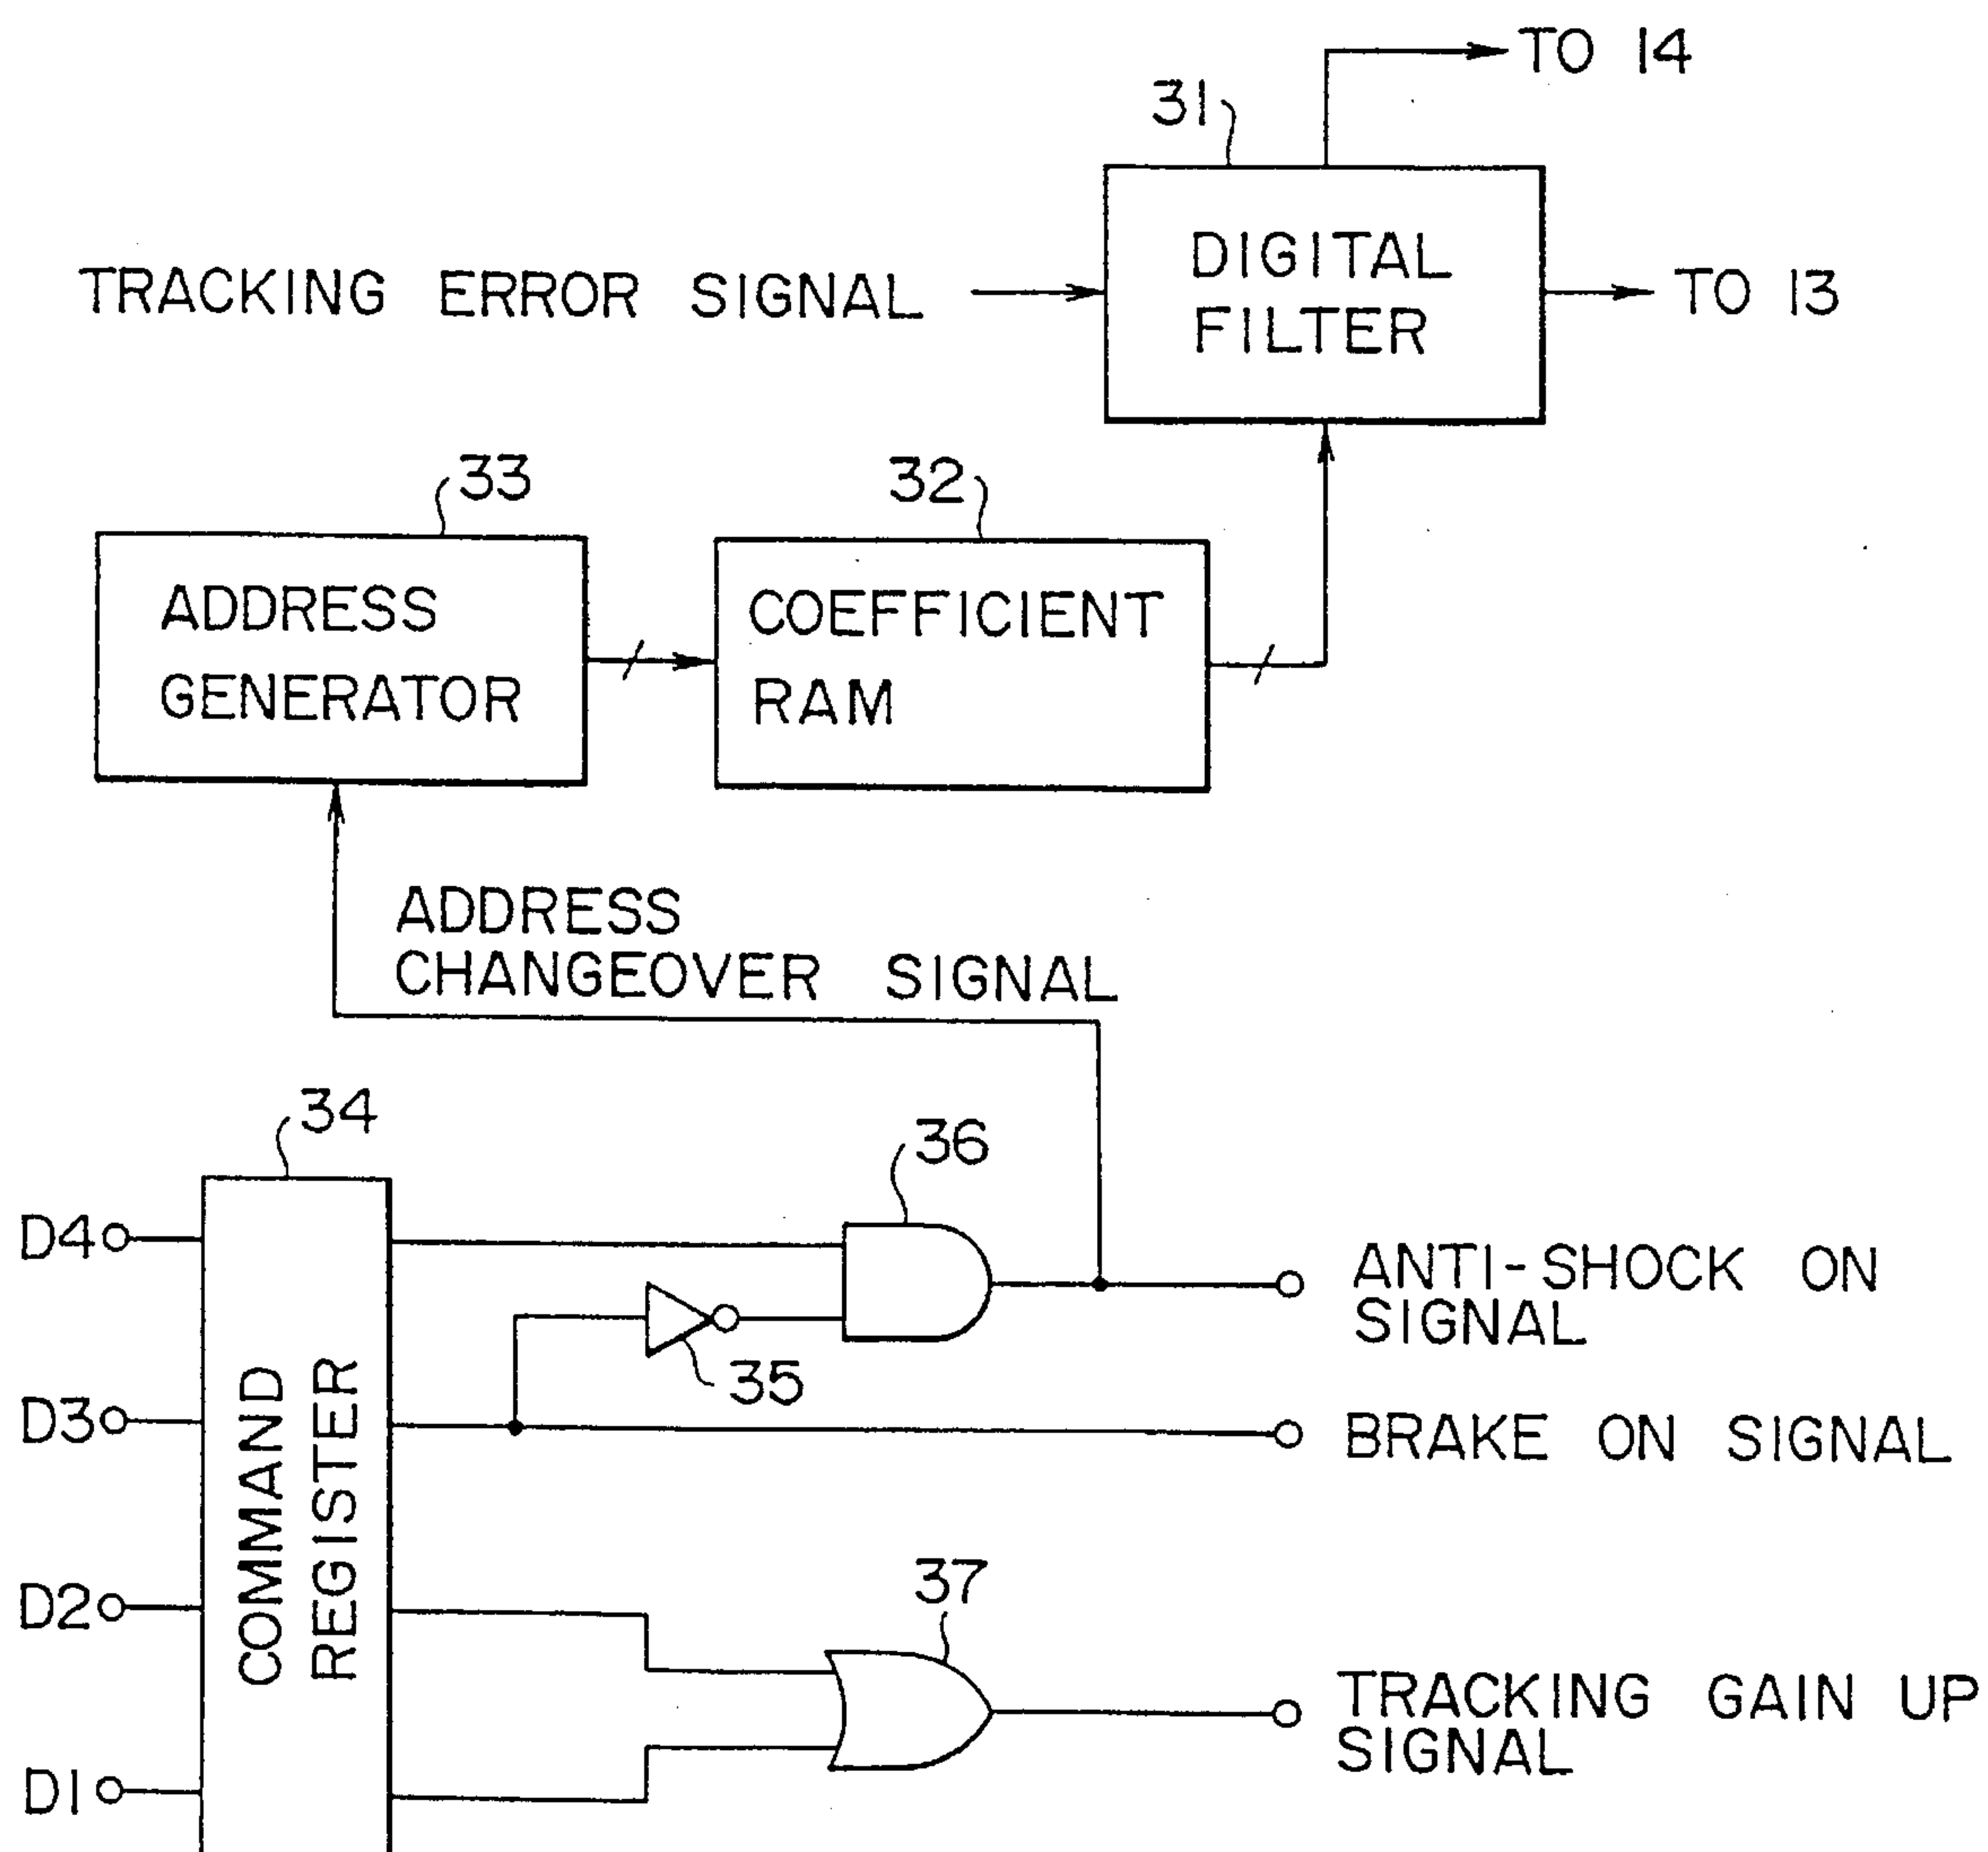 TO 14
31
DIGITAL
FILTER
TRACKING ERROR SIGNAL
TO 13
33
32
ADDRESS
GENERATOR
COEFFICIENT
RAM
ADDRESS
CHANGEOVER SIGNAL
34
36
D4
ANTI-SHOCK ON
SIGNAL
35
D3
BRAKE ON SIGNAL
COMMAND
REGISTER
D2
37
TRACKING GAIN UP
SIGNAL
D1